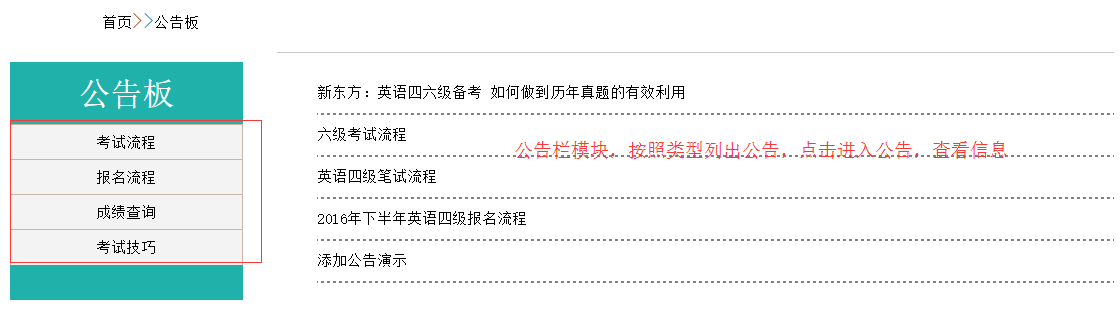 首页>>公告板
公告板
考试流程
报名流程
成绩查询
考试技巧
新东方：英语四六级备考 如何做到历年真题的有效利用
六级考试流程
公告栏模块，按照类型列出公告，点击进入公告，查看信息
英语四级笔试流程
2016年下半年英语四级报名流程
添加公告演示